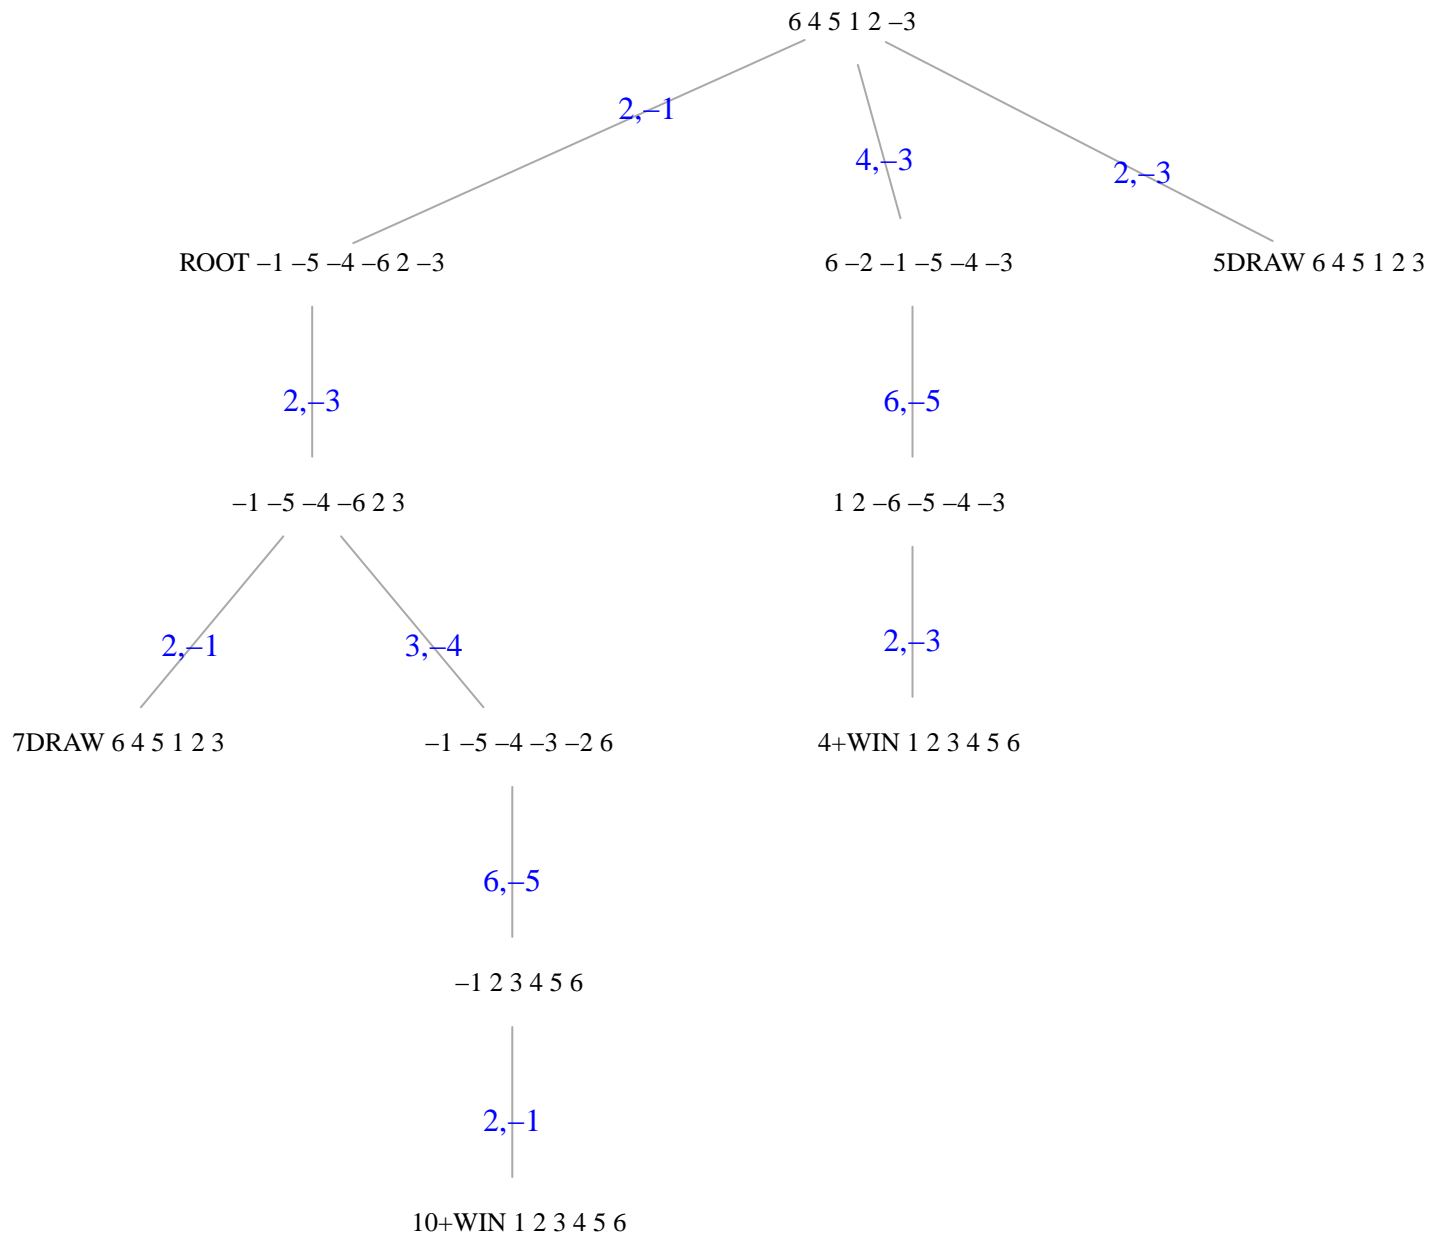 6 4 5 1 2 –3
2,–1
4,–3
2,–3
ROOT –1 –5 –4 –6 2 –3
6 –2 –1 –5 –4 –3
5DRAW 6 4 5 1 2 3
2,–3
6,–5
–1 –5 –4 –6 2 3
1 2 –6 –5 –4 –3
2,–1
3,–4
2,–3
7DRAW 6 4 5 1 2 3
–1 –5 –4 –3 –2 6
4+WIN 1 2 3 4 5 6
6,–5
–1 2 3 4 5 6
2,–1
10+WIN 1 2 3 4 5 6